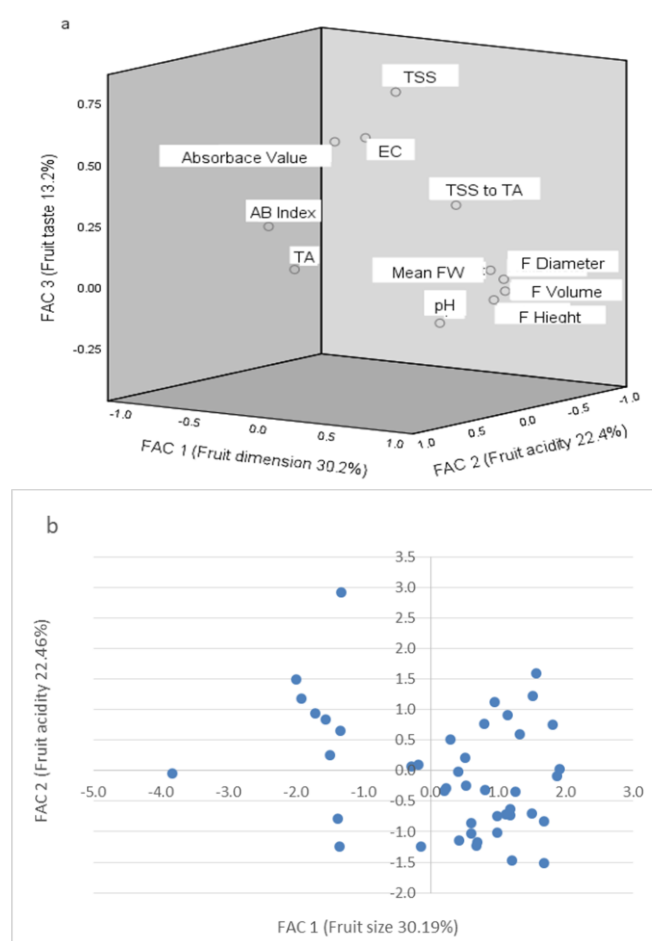 a
TSS
0.75
Absorbace Value
EC
0.50
TSS to TA
AB Index
0.25
TA
Mean FW
F Diameter
0.00
F Volume
pH
F Hieght
-0.25
FAC 3 (Fruit taste 13.2%)
-1.0 -0.5 0.0 0.5 1.0
1.0 0.5 0.0 -0.5 -1.0
FAC 1 (Fruit dimension 30.2%)
FAC 2 (Fruit acidity 22.4%)
b
3.5
3.0
2.5
2.0
1.5
1.0
0.5
0.0
-5.0 -4.0 -3.0 -2.0 -1.0 0.0 1.0 2.0 3.0
-0.5
-1.0
-1.5
-2.0
FAC 2 (Fruit acidity 22.46%)
FAC 1 (Fruit size 30.19%)